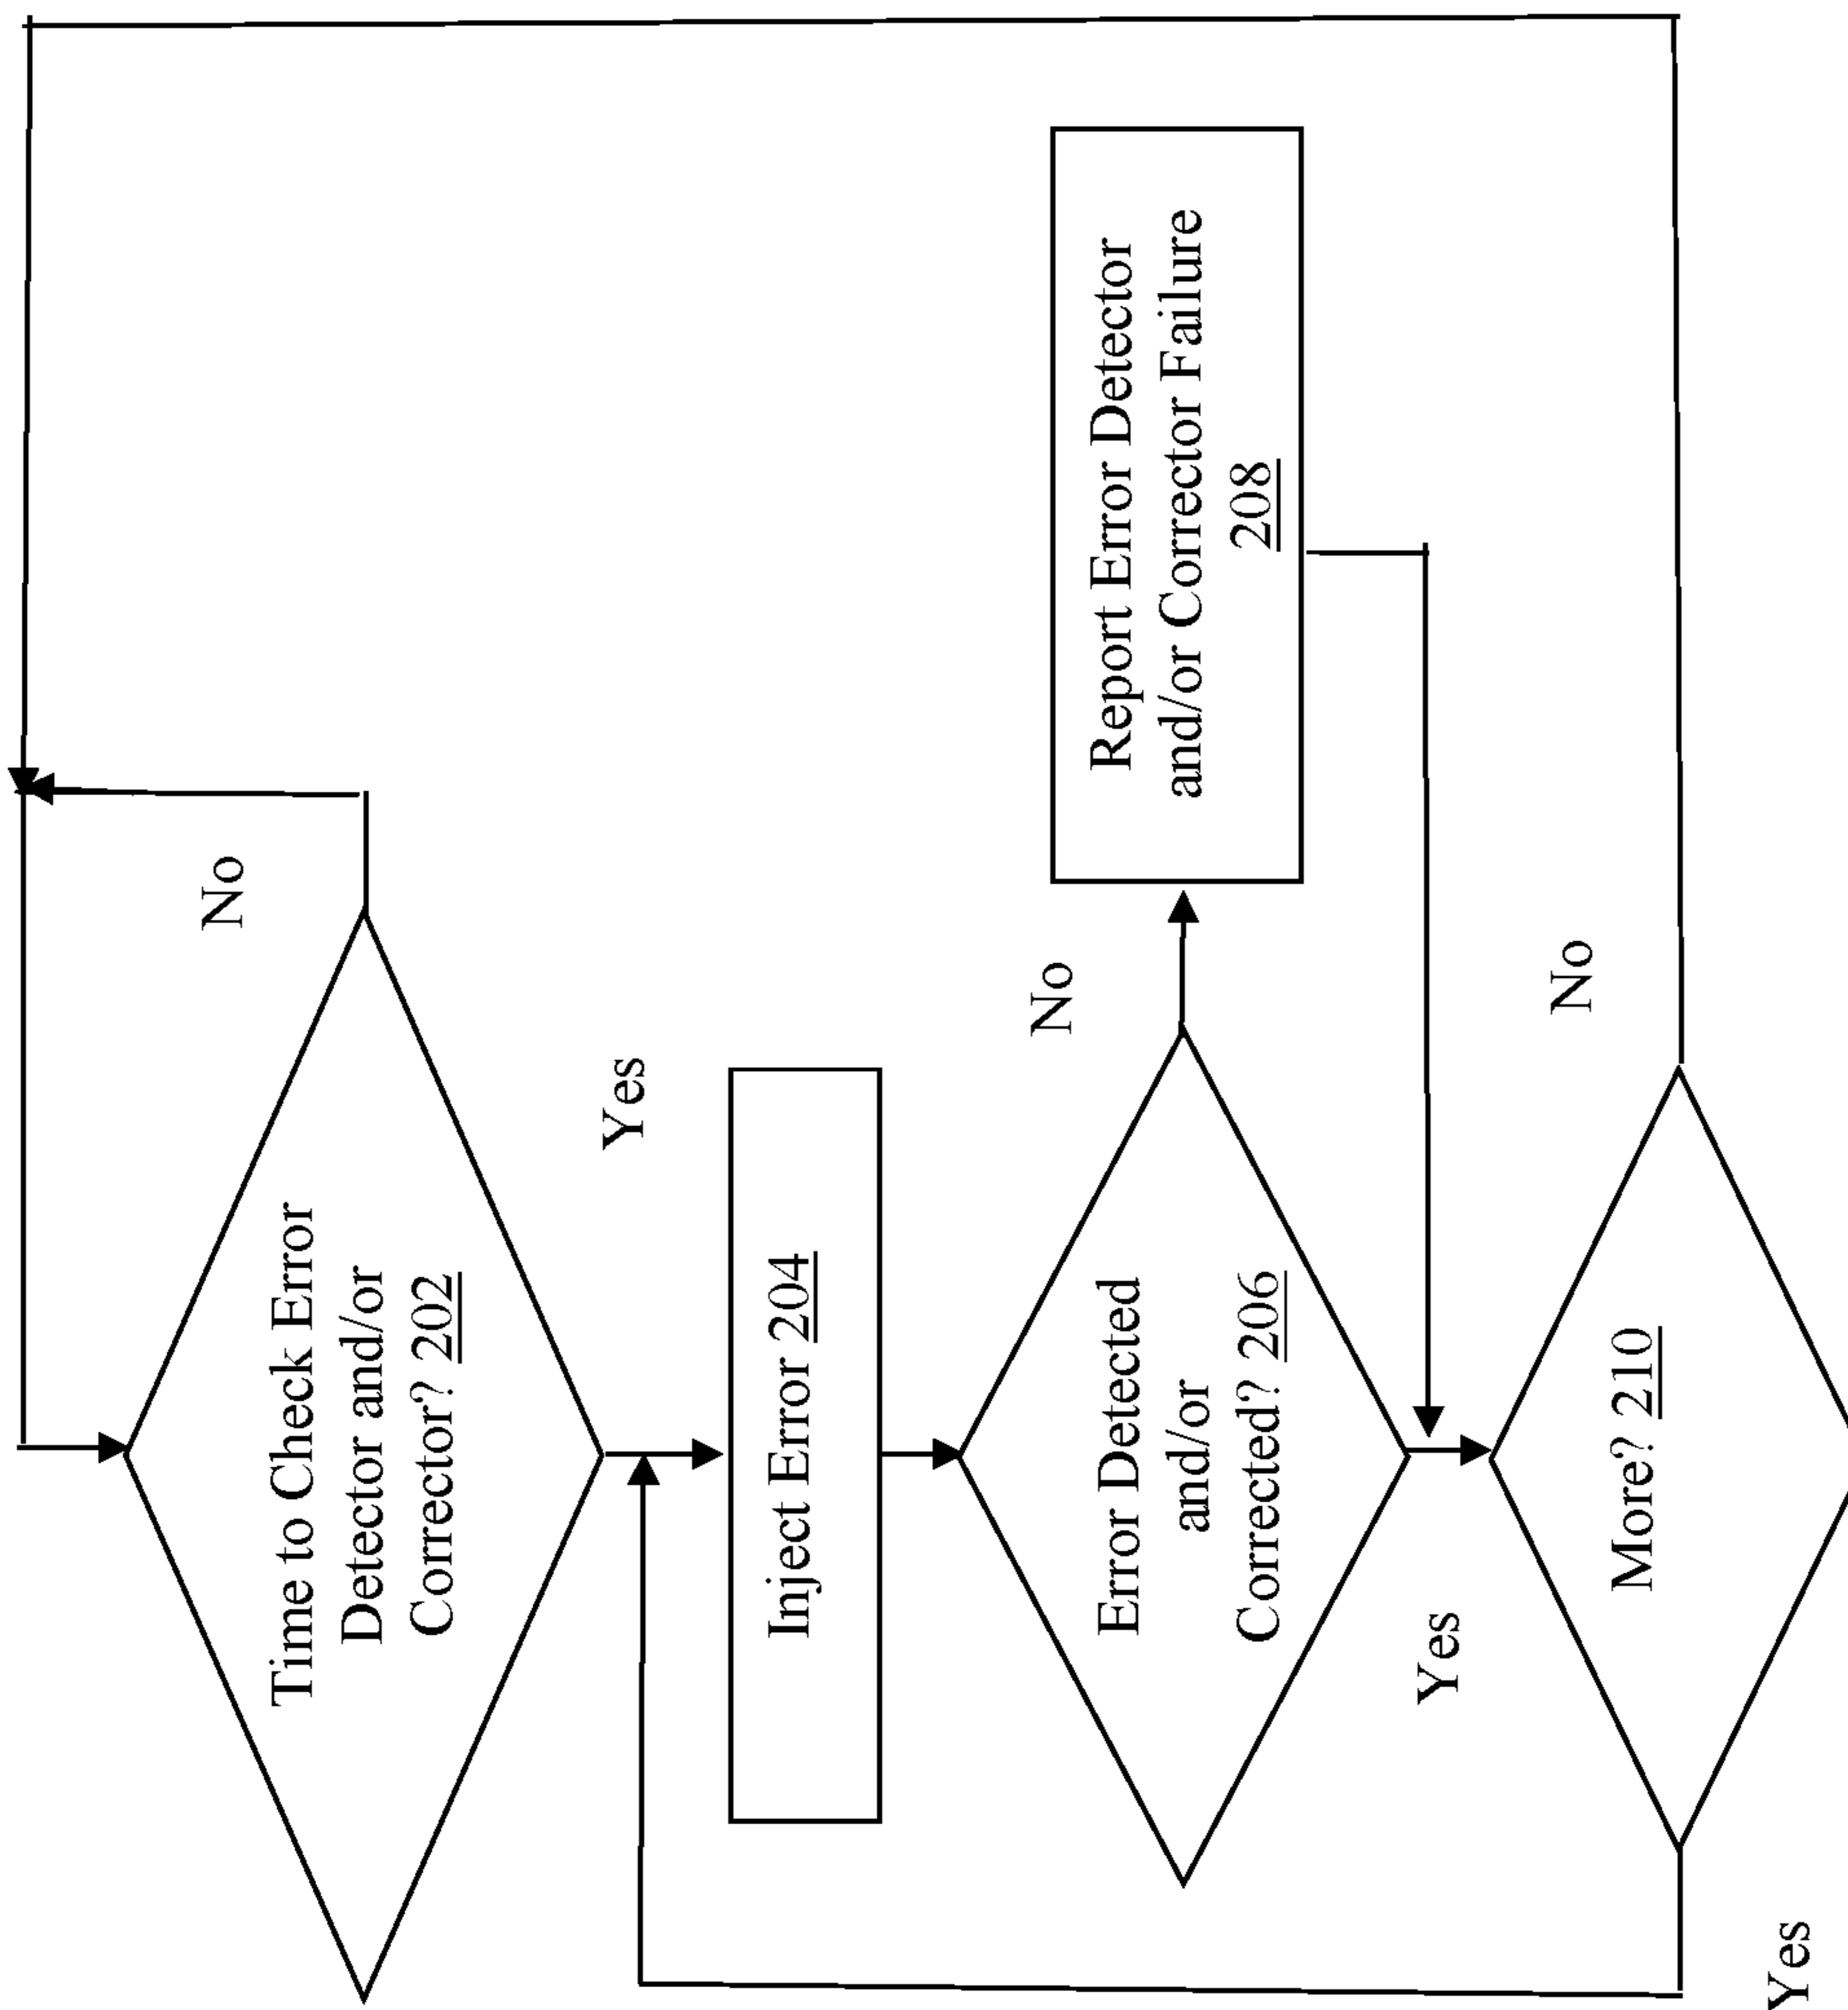 Time to Check Error
Detector and/or
Corrector? 202
No
Yes
Inject Error 204
Error Detected
and/or
Corrected? 206
No
Report Error Detector
and/or Corrector Failure
208
Yes
More? 210
No
Yes